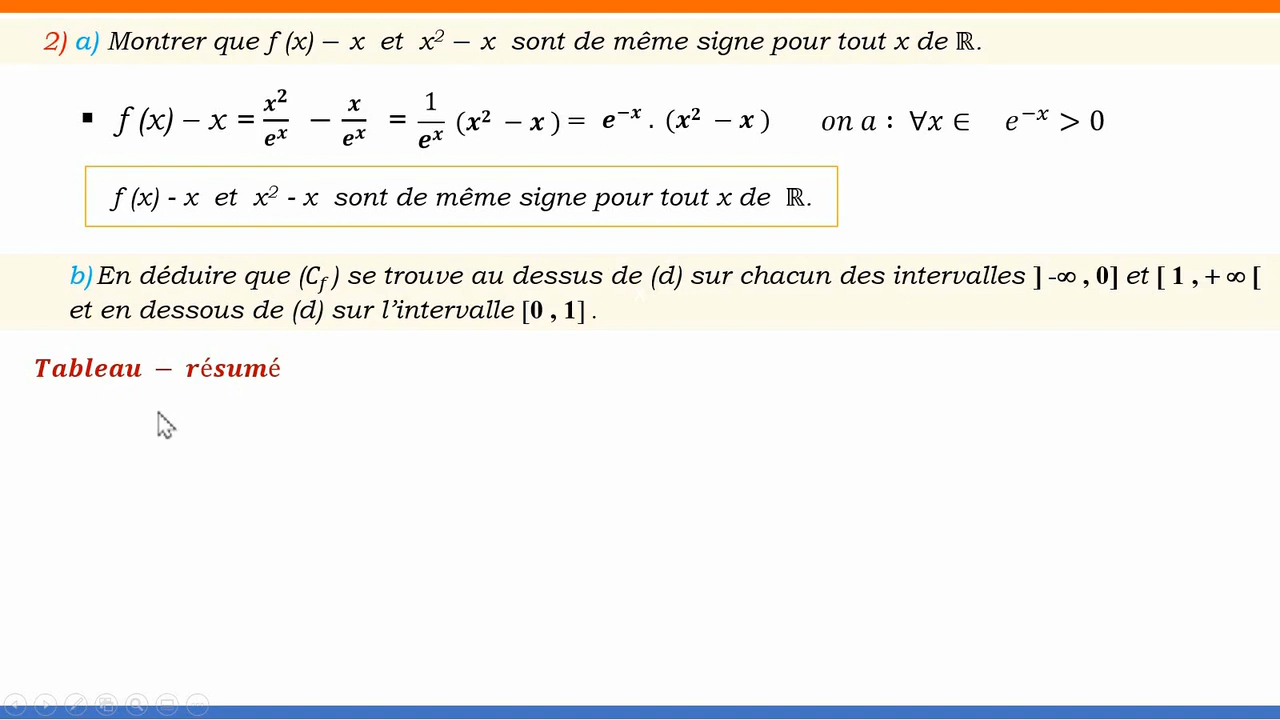 2) a) Montrer que f (x) − x et x² − x sont de même signe pour tout x de ℝ.
▪ f (x) − x = x²/eˣ − x/eˣ = 1/eˣ (x² − x ) = e⁻ˣ . (x² − x ) on a : ∀x ∈ e⁻ˣ > 0
f (x) - x et x² - x sont de même signe pour tout x de ℝ.
b) En déduire que (C_f ) se trouve au dessus de (d) sur chacun des intervalles ] -∞ , 0] et [ 1 , + ∞ [
et en dessous de (d) sur l’intervalle [0 , 1] .
Tableau − résumé